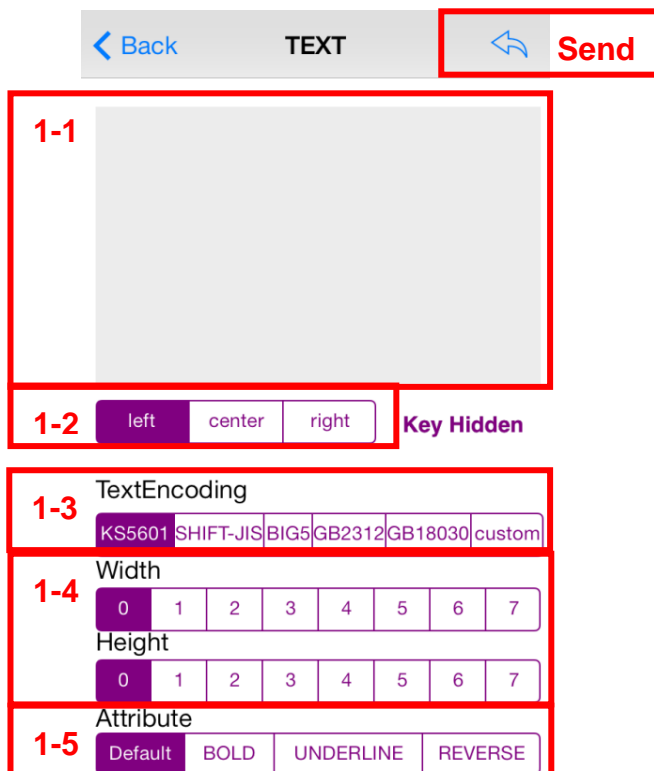 Back TEXT Send
1-1
1-2 left center right Key Hidden
1-3 TextEncoding
KS5601 SHIFT-JIS BIG5 GB2312 GB18030 custom
1-4 Width
0 1 2 3 4 5 6 7
Height
0 1 2 3 4 5 6 7
1-5 Attribute
Default BOLD UNDERLINE REVERSE